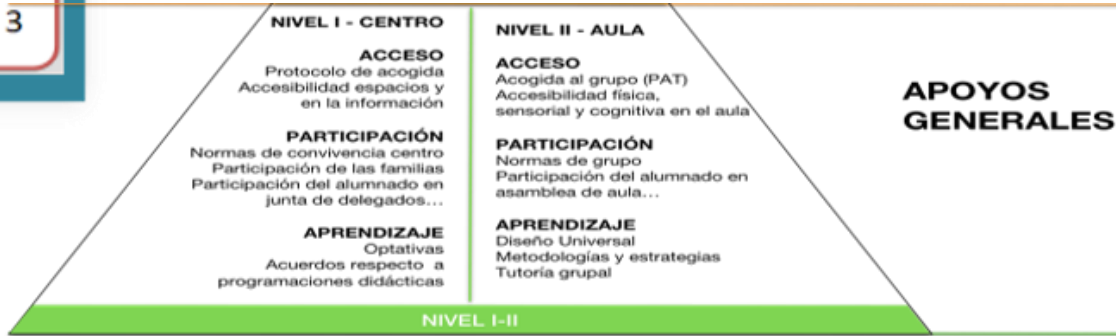 3
NIVEL I - CENTRO
ACCESO
Protocolo de acogida
Accesibilidad espacios y
en la información
PARTICIPACIÓN
Normas de convivencia centro
Participación de las familias
Participación del alumnado en
junta de delegados...
APRENDIZAJE
Optativas
Acuerdos respecto a
programaciones didácticas
NIVEL II - AULA
ACCESO
Acogida al grupo (PAT)
Accesibilidad física,
sensorial y cognitiva en el aula
PARTICIPACIÓN
Normas de grupo
Participación del alumnado en
asamblea de aula...
APRENDIZAJE
Diseño Universal
Metodologías y estrategias
Tutoría grupal
APOYOS
GENERALES
NIVEL I-II